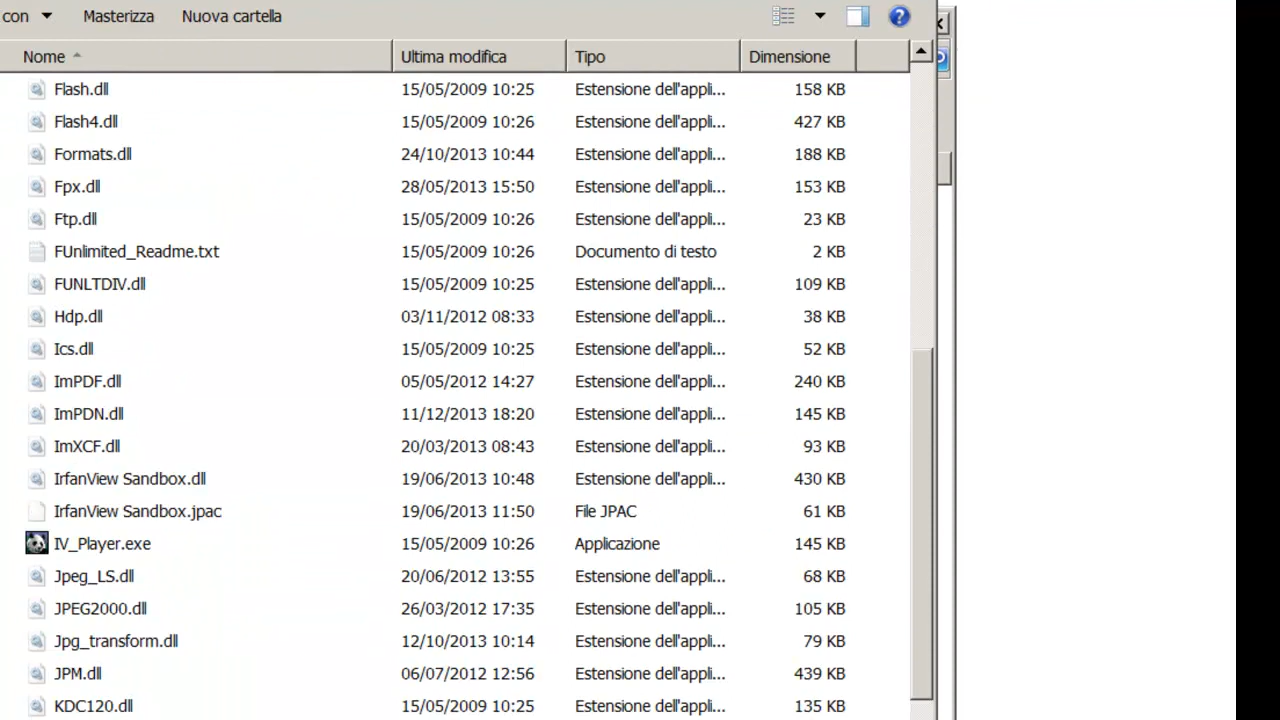 con Masterizza Nuova cartella
Nome Ultima modifica Tipo Dimensione
Flash.dll 15/05/2009 10:25 Estensione dell'appli... 158 KB
Flash4.dll 15/05/2009 10:26 Estensione dell'appli... 427 KB
Formats.dll 24/10/2013 10:44 Estensione dell'appli... 188 KB
Fpx.dll 28/05/2013 15:50 Estensione dell'appli... 153 KB
Ftp.dll 15/05/2009 10:26 Estensione dell'appli... 23 KB
FUnlimited_Readme.txt 15/05/2009 10:26 Documento di testo 2 KB
FUNLTDIV.dll 15/05/2009 10:25 Estensione dell'appli... 109 KB
Hdp.dll 03/11/2012 08:33 Estensione dell'appli... 38 KB
Ics.dll 15/05/2009 10:25 Estensione dell'appli... 52 KB
ImPDF.dll 05/05/2012 14:27 Estensione dell'appli... 240 KB
ImPDN.dll 11/12/2013 18:20 Estensione dell'appli... 145 KB
ImXCF.dll 20/03/2013 08:43 Estensione dell'appli... 93 KB
IrfanView Sandbox.dll 19/06/2013 10:48 Estensione dell'appli... 430 KB
IrfanView Sandbox.jpac 19/06/2013 11:50 File JPAC 61 KB
IV_Player.exe 15/05/2009 10:26 Applicazione 145 KB
Jpeg_LS.dll 20/06/2012 13:55 Estensione dell'appli... 68 KB
JPEG2000.dll 26/03/2012 17:35 Estensione dell'appli... 105 KB
Jpg_transform.dll 12/10/2013 10:14 Estensione dell'appli... 79 KB
JPM.dll 06/07/2012 12:56 Estensione dell'appli... 439 KB
KDC120.dll 15/05/2009 10:25 Estensione dell'appli... 135 KB